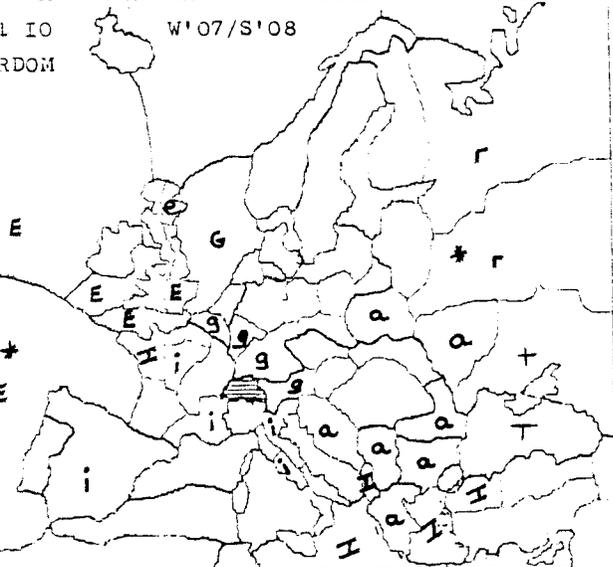 1 IO W'07/S'08
RDOM
r
e
E G * r
E E
E g a
* I i g a T
E g
g
i i a a T
i i a a
I I
a I
I